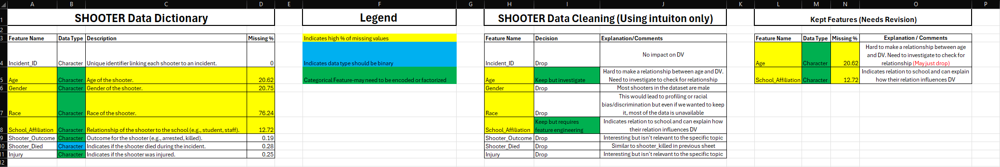 A B C D E F G H I J K L M N O P
1 SHOOTER Data Dictionary Legend SHOOTER Data Cleaning (Using intuiton only) Kept Features (Needs Revision)
2
3 Feature Name Data Type Description Missing % Indicates high % of missing values Feature Name Decision Explanation/Comments Feature Name Data Type Missing % Explanation / Comments
4 Incident_ID Character Unique identifier linking each shooter to an incident. 0 Indicates data type should be binary Incident_ID Drop No impact on DV Age Character 20.62 Hard to make a relationship between age
and DV. Need to investigate to check for
relationship (May just drop)
5 Age Character Age of the shooter. 20.62 Categorical Feature-may need to be encoded or factorized Age Keep but investigate Hard to make a relationship between age and DV.
Need to investigate to check for relationship School_Affiliation Character 12.72 Indicates relation to school and can explain
how their relation influences DV
6 Gender Character Gender of the shooter. 20.75 Gender Drop Most shooters in the dataset are male
7 Race Character Race of the shooter. 76.24 Race Drop This would lead to profiling or racial
bias/discrimination but even if we wanted to keep
it, most of the data is unavailable
8 School_Affiliation Character Relationship of the shooter to the school (e.g., student, staff). 12.72 School_Affiliation Keep but requires
feature engineering Indicates relation to school and can explain how
their relation influences DV
9 Shooter_Outcome Character Outcome for the shooter (e.g., arrested, killed). 0.19 Shooter_Outcome Drop Interesting but isn't relevant to the specific topic
10 Shooter_Died Character Indicates if the shooter died during the incident. 0.28 Shooter_Died Drop Similar to shooter_killed in previous sheet
11 Injury Character Indicates if the shooter was injured. 0.25 Injury Drop Interesting but isn't relevant to the specific topic
12